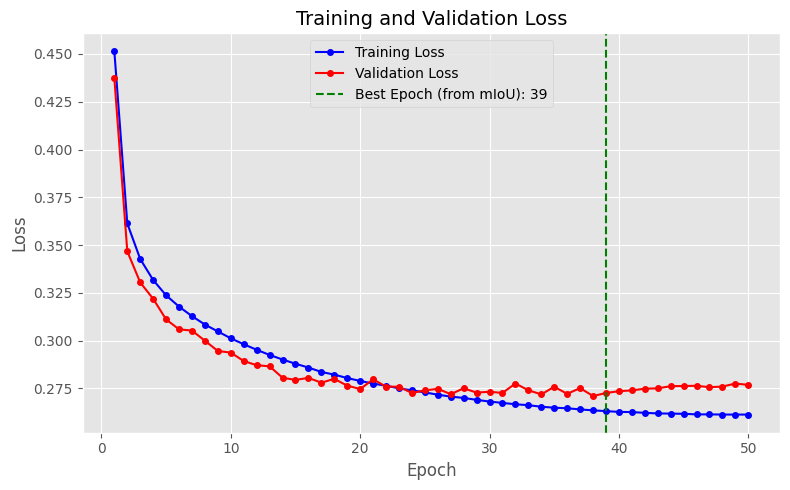 Training and Validation Loss
Training Loss
Validation Loss
Best Epoch (from mIoU): 39
Loss
0.450
0.425
0.400
0.375
0.350
0.325
0.300
0.275
0 10 20 30 40 50
Epoch